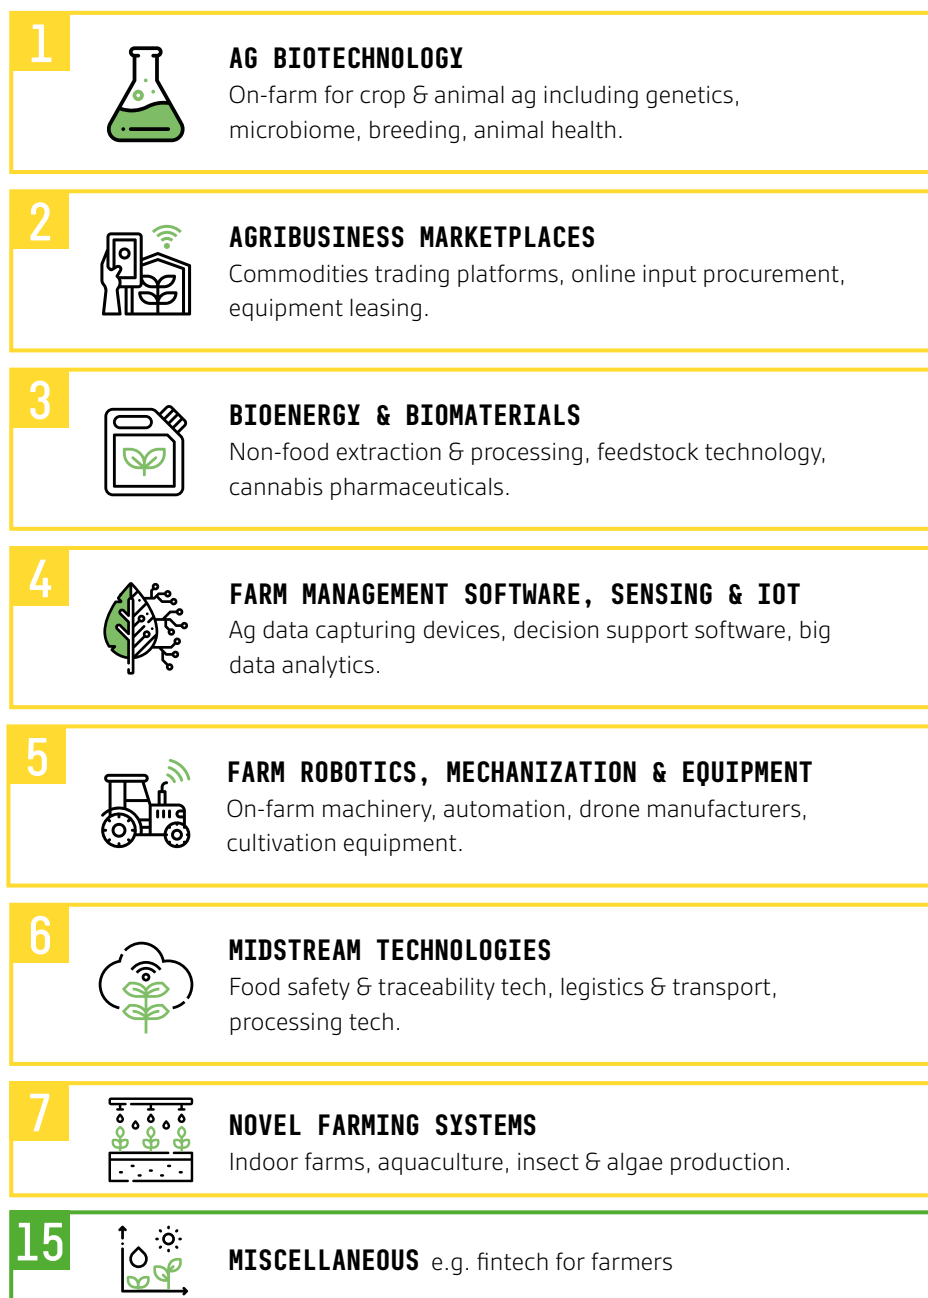 1
AG BIOTECHNOLOGY
On-farm for crop & animal ag including genetics,
microbiome, breeding, animal health.
2
AGRIBUSINESS MARKETPLACES
Commodities trading platforms, online input procurement,
equipment leasing.
3
BIOENERGY & BIOMATERIALS
Non-food extraction & processing, feedstock technology,
cannabis pharmaceuticals.
4
FARM MANAGEMENT SOFTWARE, SENSING & IOT
Ag data capturing devices, decision support software, big
data analytics.
5
FARM ROBOTICS, MECHANIZATION & EQUIPMENT
On-farm machinery, automation, drone manufacturers,
cultivation equipment.
6
MIDSTREAM TECHNOLOGIES
Food safety & traceability tech, legistics & transport,
processing tech.
7
NOVEL FARMING SYSTEMS
Indoor farms, aquaculture, insect & algae production.
15
MISCELLANEOUS e.g. fintech for farmers